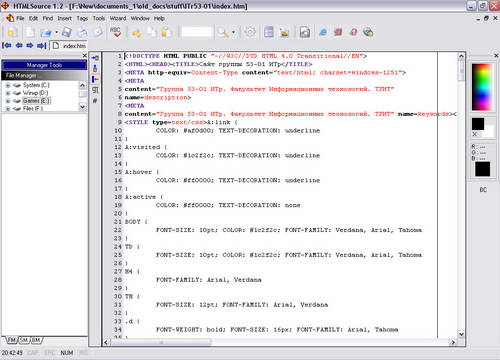 HTMLSource 1.2 - [F:\New\documents_1\old_docs\stuff\ITr53-01\index.htm]
File Edit Find Insert Tags Tools Window Help
index.htm
Manager Tools
File Manager
System (C:)
Winxp (D:)
Games (E:)
Files (F:)
FM SM BM
1 <!DOCTYPE HTML PUBLIC "-//W3C//DTD HTML 4.0 Transitional//EN">
2 <HTML><HEAD><TITLE>Сайт группы 53-01 ИТр</TITLE>
3 <META http-equiv=Content-Type content="text/html; charset=windows-1251">
4 <META
5 content="Группа 53-01 ИТр. Факультет Информационных технологий. ТУИТ"
6 name=description>
7 <META
8 content="Группа 53-01 ИТр. Факультет Информационных технологий. ТУИТ" name=keywords><
9 <STYLE type=text/css>A:link {
10 COLOR: #af0d00; TEXT-DECORATION: underline
11 }
12 A:visited {
13 COLOR: #1c2f2c; TEXT-DECORATION: underline
14 }
15 A:hover {
16 COLOR: #ff0000; TEXT-DECORATION: underline
17 }
18 A:active {
19 COLOR: #ff0000; TEXT-DECORATION: none
20 }
21 BODY {
22 FONT-SIZE: 10pt; COLOR: #1c2f2c; FONT-FAMILY: Verdana, Arial, Tahoma
23 }
24 TD {
25 FONT-SIZE: 10pt; COLOR: #1c2f2c; FONT-FAMILY: Verdana, Arial, Tahoma
26 }
27 H4 {
28 FONT-FAMILY: Arial, Verdana
29 }
30 TH {
31 FONT-SIZE: 12pt; FONT-FAMILY: Arial, Verdana
32 }
33 .d {
34 FONT-WEIGHT: bold; FONT-SIZE: 16px; FONT-FAMILY: Arial, Tahoma
X
R : ---
G : ---
B : ---
BC
20:42:49 CAP SRC NUM INS